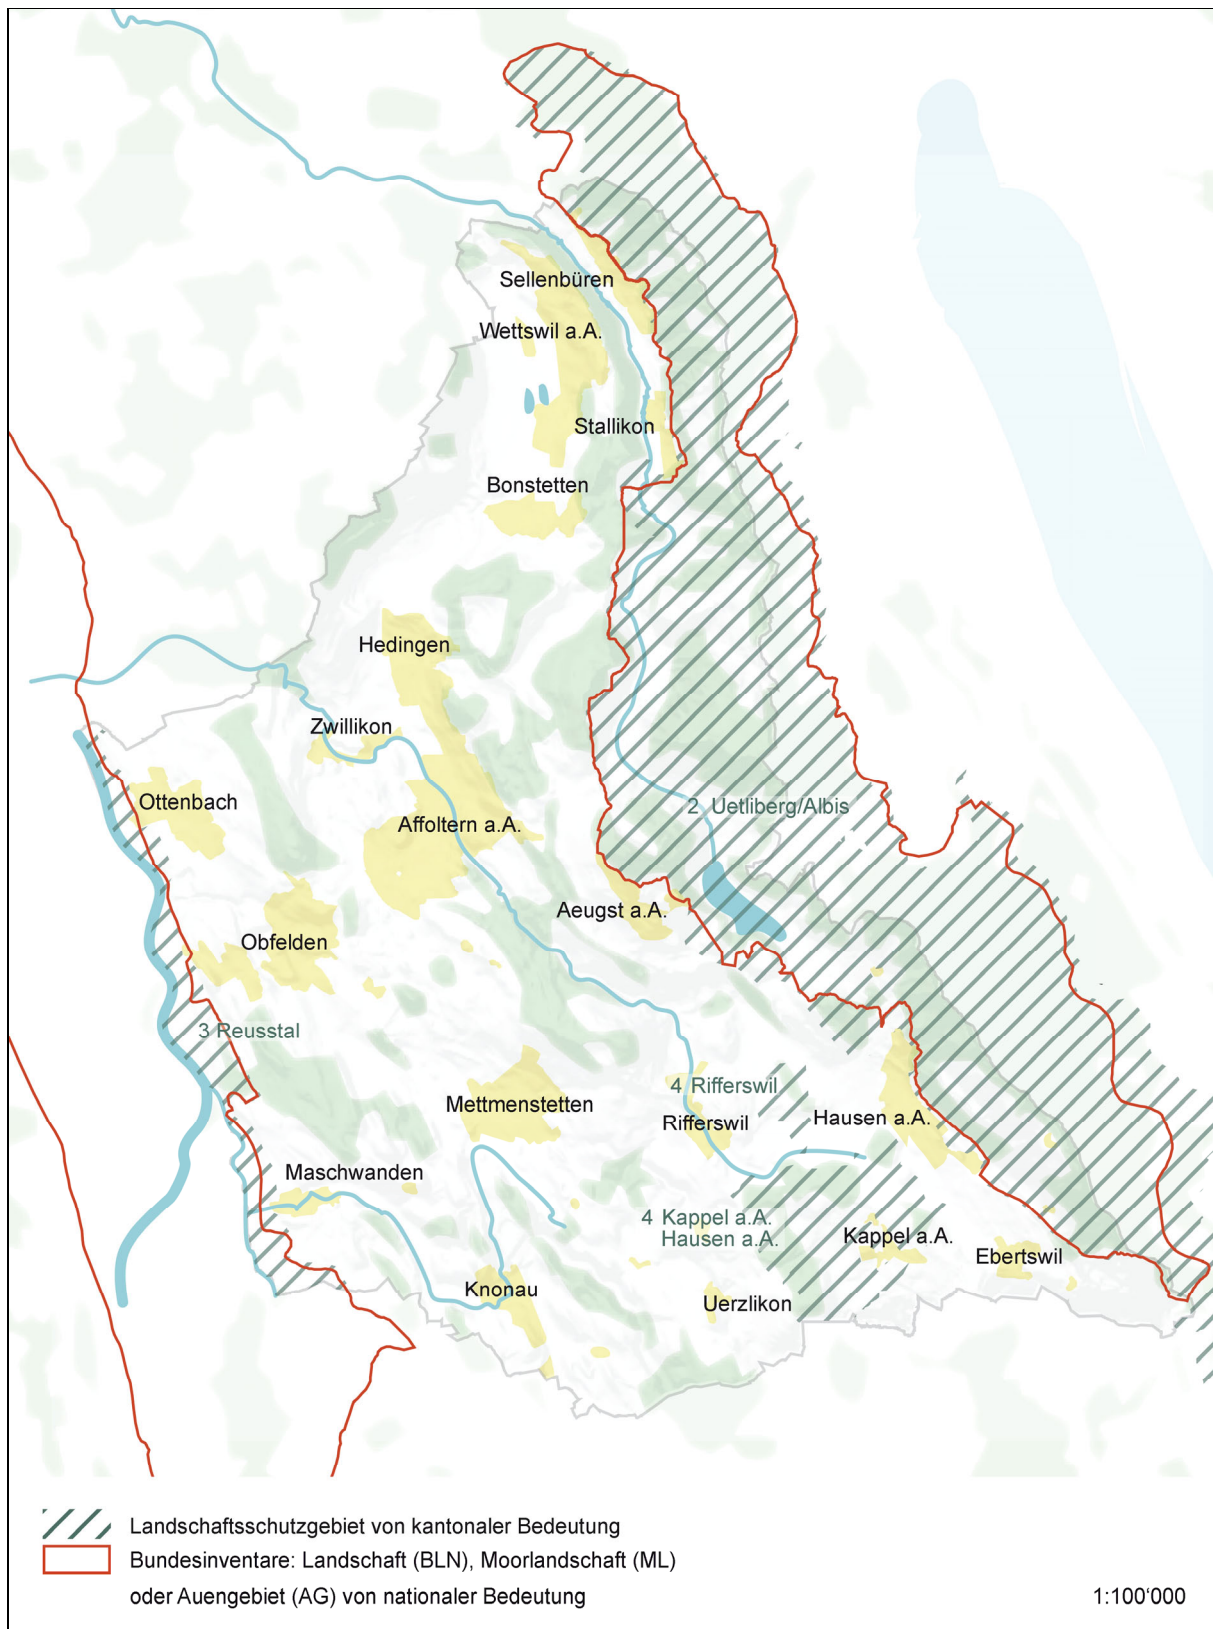 Sellenbüren
Wettswil a.A.
Stallikon
Bonstetten
Hedingen
Zwillikon
Ottenbach
2 Uetliberg/Albis
Affoltern a.A.
Aeugst a.A.
Obfelden
3 Reusstal
4 Rifferswil
Mettmenstetten
Rifferswil
Hausen a.A.
Maschwanden
4 Kappel a.A.
Hausen a.A.
Kappel a.A.
Ebertswil
Knonau
Uerzlikon
Landschaftsschutzgebiet von kantonaler Bedeutung
Bundesinventare: Landschaft (BLN), Moorlandschaft (ML)
oder Auengebiet (AG) von nationaler Bedeutung
1:100‘000